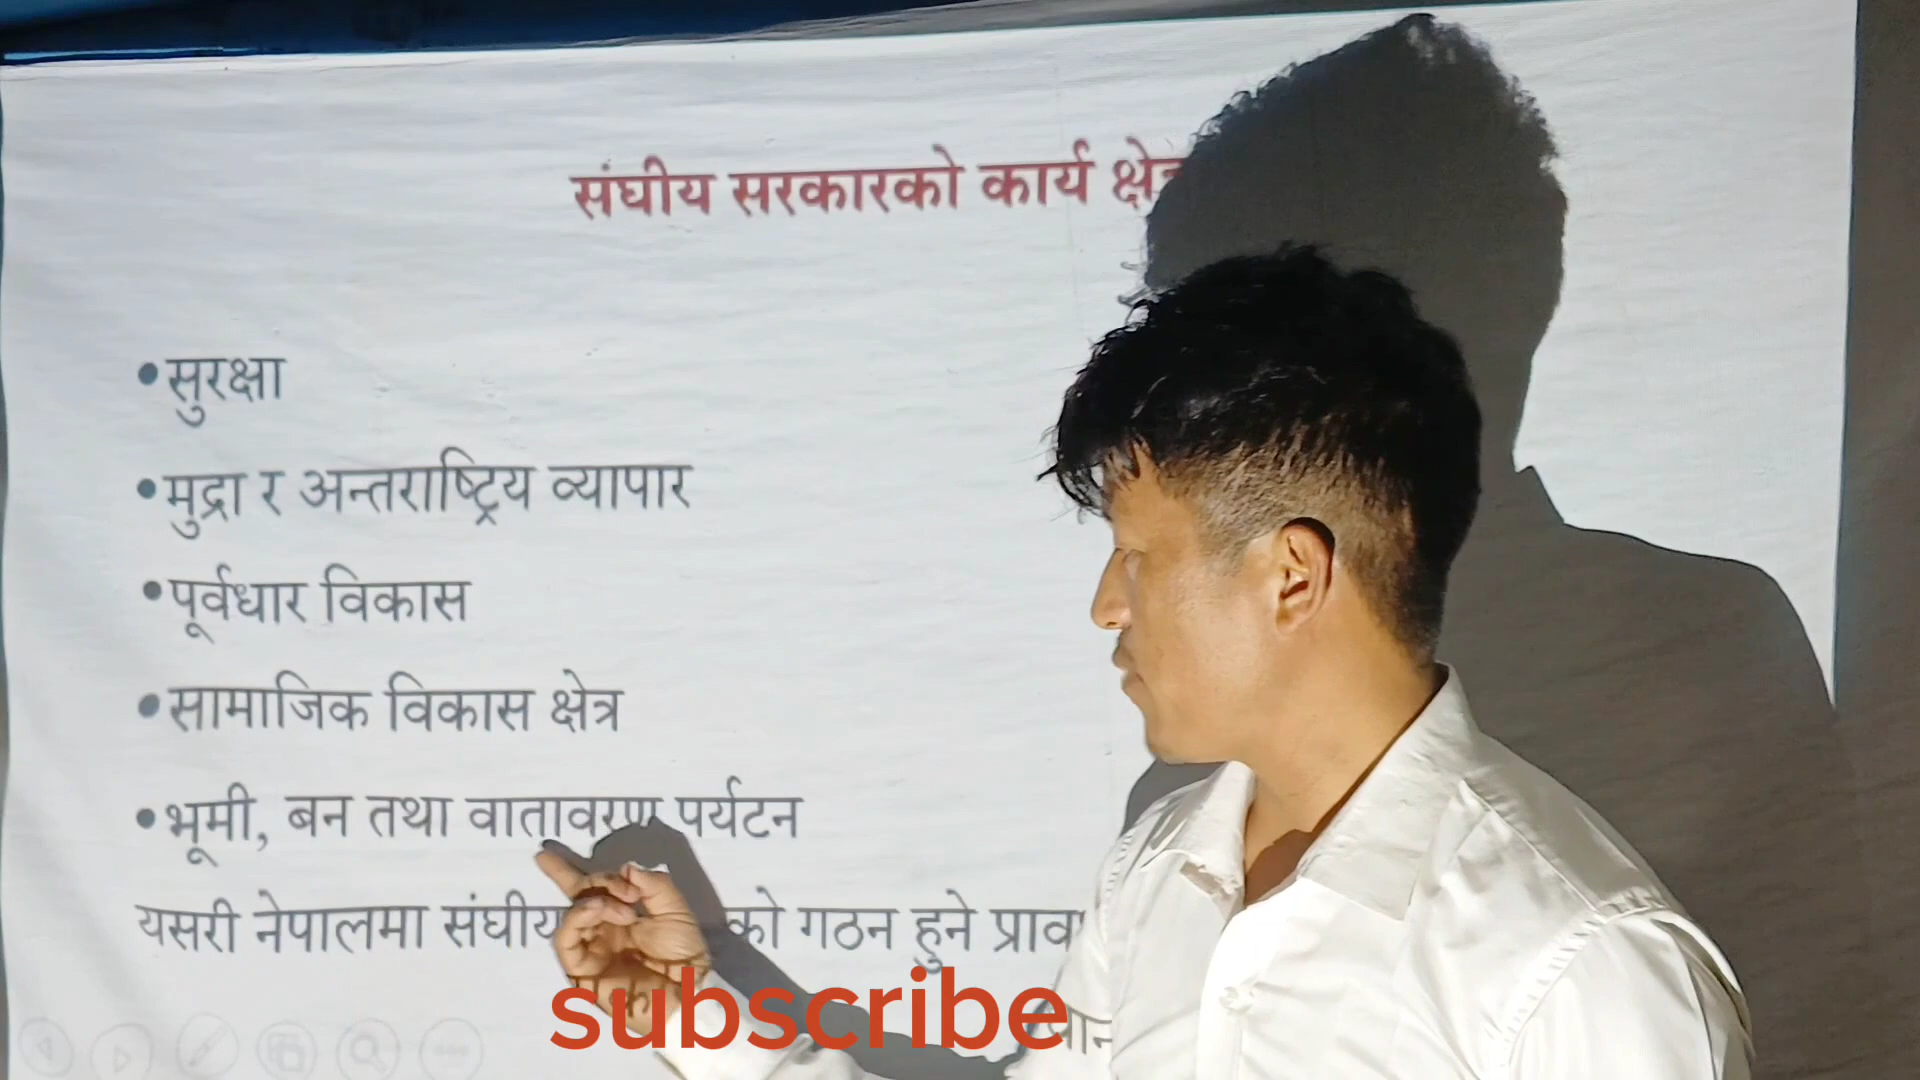 संघीय सरकारको कार्य
•सुरक्षा
•मुद्रा र अन्तराष्ट्रिय व्यापार
•पूर्वधार विकास
•सामाजिक विकास क्षेत्र
•भूमी, बन तथा वातावरण पर्यटन
यसरी नेपालमा संघीय को गठन हुने
subscribe